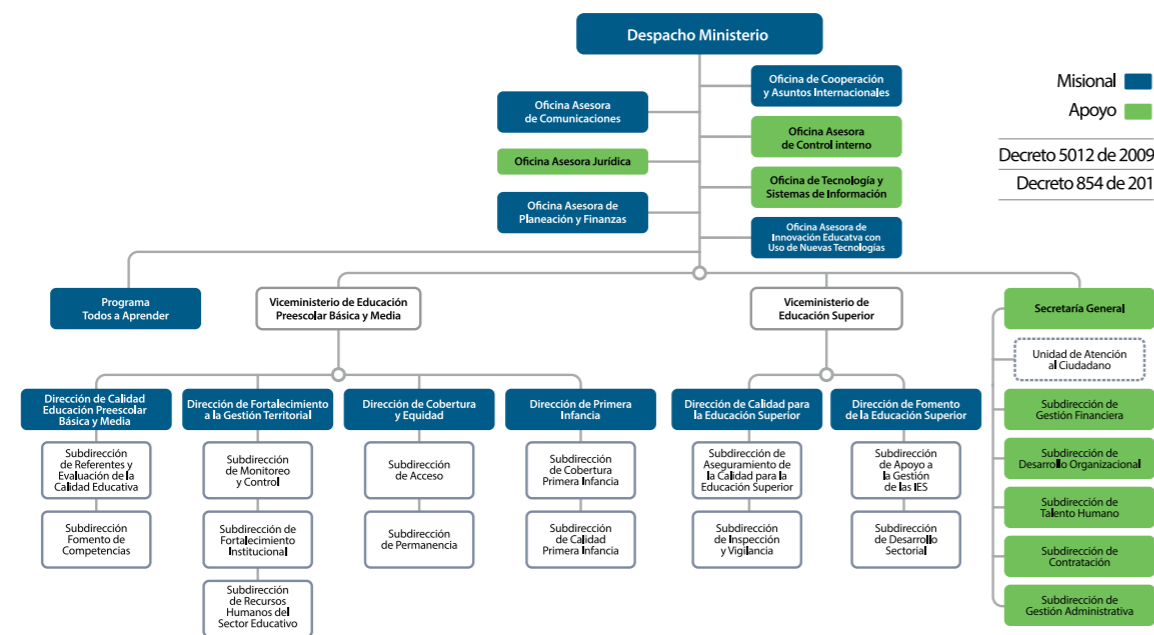 Despacho Ministerio
Oficina de Cooperación
y Asuntos Internacionales
Misional
Oficina Asesora
de Comunicaciones
Apoyo
Oficina Asesora
de Control interno
Oficina Asesora Jurídica
Decreto 5012 de 2009
Oficina de Tecnología y
Sistemas de Información
Decreto 854 de 201
Oficina Asesora de
Planeación y Finanzas
Oficina Asesora de
Innovación Educatva con
Uso de Nuevas Tecnologías
Programa
Todos a Aprender
Viceministerio de Educación
Preescolar Básica y Media
Viceministerio de
Educación Superior
Secretaría General
Unidad de Atención
al Ciudadano
Dirección de Calidad
Educación Preescolar
Básica y Media
Dirección de Fortalecimiento
a la Gestión Territorial
Dirección de Cobertura
y Equidad
Dirección de Primera
Infancia
Dirección de Calidad para
la Educación Superior
Dirección de Fomento
de la Educación Superior
Subdirección de
Gestión Financiera
Subdirección
de Referentes y
Evaluación de la
Calidad Educativa
Subdirección
de Monitoreo
y Control
Subdirección
de Acceso
Subdirección
de Cobertura
Primera Infancia
Subdirección de
Aseguramiento de
la Calidad para la
Educación Superior
Subdirección
de Apoyo a
la Gestión
de las IES
Subdirección de
Desarrollo Organizacional
Subdirección
Fomento de
Competencias
Subdirección de
Fortalecimiento
Institucional
Subdirección
de Permanencia
Subdirección
de Calidad
Primera Infancia
Subdirección
de Inspección
y Vigilancia
Subdirección
de Desarrollo
Sectorial
Subdirección de
Talento Humano
Subdirección de
Contratación
Subdirección
de Recursos
Humanos del
Sector Educativo
Subdirección de
Gestión Administrativa